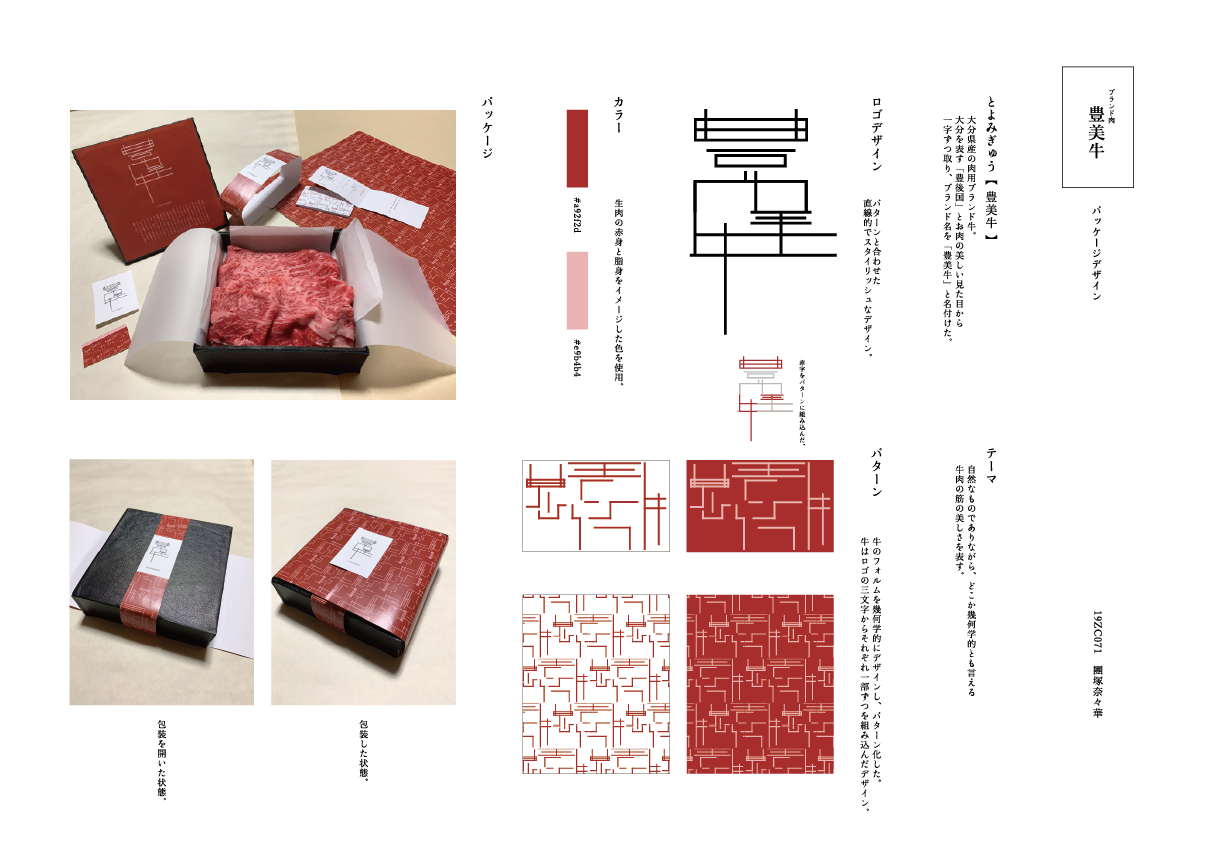 ブランド肉
豊美牛
パッケージデザイン
19ZC071　團塚奈々華
とよみぎゅう【 豊美牛 】
大分県産の肉用ブランド牛。
大分を表す「豊後国」とお肉の美しい見た目から
一字ずつ取り、ブランド名を「豊美牛」と名付けた。
テーマ
自然なものでありながら、どこか幾何学的とも言える
牛肉の筋の美しさを表す。
ロゴデザイン
パターンと合わせた
直線的でスタイリッシュなデザイン。
豊美牛
赤字をパターンに組み込んだ。
パターン
牛のフォルムを幾何学的にデザインし、パターン化した。
牛はロゴの三文字からそれぞれ一部ずつを組み込んだデザイン。
カラー
生肉の赤身と脂身をイメージした色を使用。
#a92f2d
#e9b4b4
パッケージ
包装した状態。
包装を開いた状態。